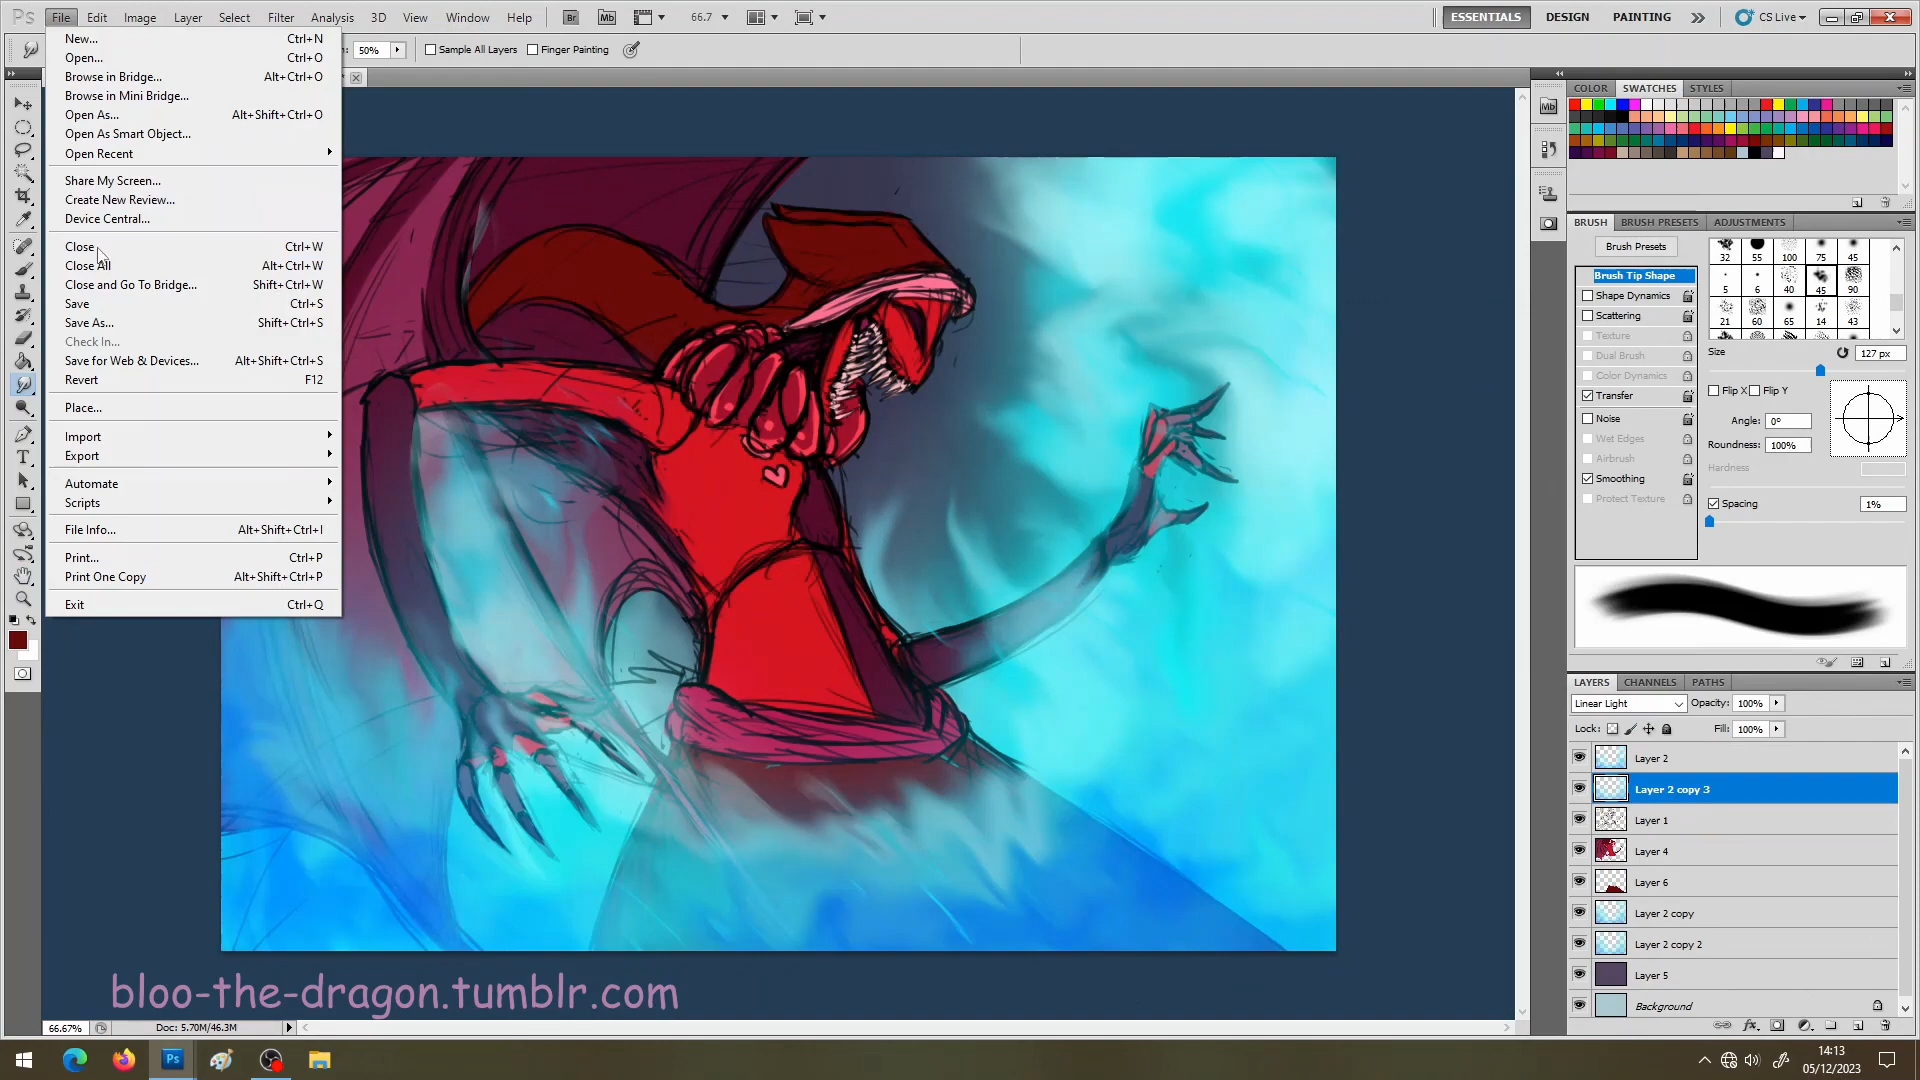 Ps File Edit Image Layer Select Filter Analysis 3D View Window Help Br Mb 66.7 ESSENTIALS DESIGN PAINTING CS Live
50% Sample All Layers Finger Painting
New... Ctrl+N
Open... Ctrl+O
Browse in Bridge... Alt+Ctrl+O
Browse in Mini Bridge...
Open As... Alt+Shift+Ctrl+O
Open As Smart Object...
Open Recent
Share My Screen...
Create New Review...
Device Central...
Close Ctrl+W
Close All Alt+Ctrl+W
Close and Go To Bridge... Shift+Ctrl+W
Save Ctrl+S
Save As... Shift+Ctrl+S
Check In...
Save for Web & Devices... Alt+Shift+Ctrl+S
Revert F12
Place...
Import
Export
Automate
Scripts
File Info... Alt+Shift+Ctrl+I
Print... Ctrl+P
Print One Copy Alt+Shift+Ctrl+P
Exit Ctrl+Q
COLOR SWATCHES STYLES
Mb
BRUSH BRUSH PRESETS ADJUSTMENTS
Brush Presets
Brush Tip Shape
Shape Dynamics
Scattering
Texture
Dual Brush
Color Dynamics
Transfer
Noise
Wet Edges
Airbrush
Smoothing
Protect Texture
32 55 100 75 45
5 6 40 45 90
21 60 65 14 43
Size 127 px
Flip X Flip Y
Angle: 0°
Roundness: 100%
Hardness
Spacing 1%
LAYERS CHANNELS PATHS
Linear Light Opacity: 100%
Lock: Fill: 100%
Layer 2
Layer 2 copy 3
Layer 1
Layer 4
Layer 6
Layer 2 copy
Layer 2 copy 2
Layer 5
Background
fx
bloo-the-dragon.tumblr.com
66.67% Doc: 5.70M/46.3M
Ps
14:13
05/12/2023